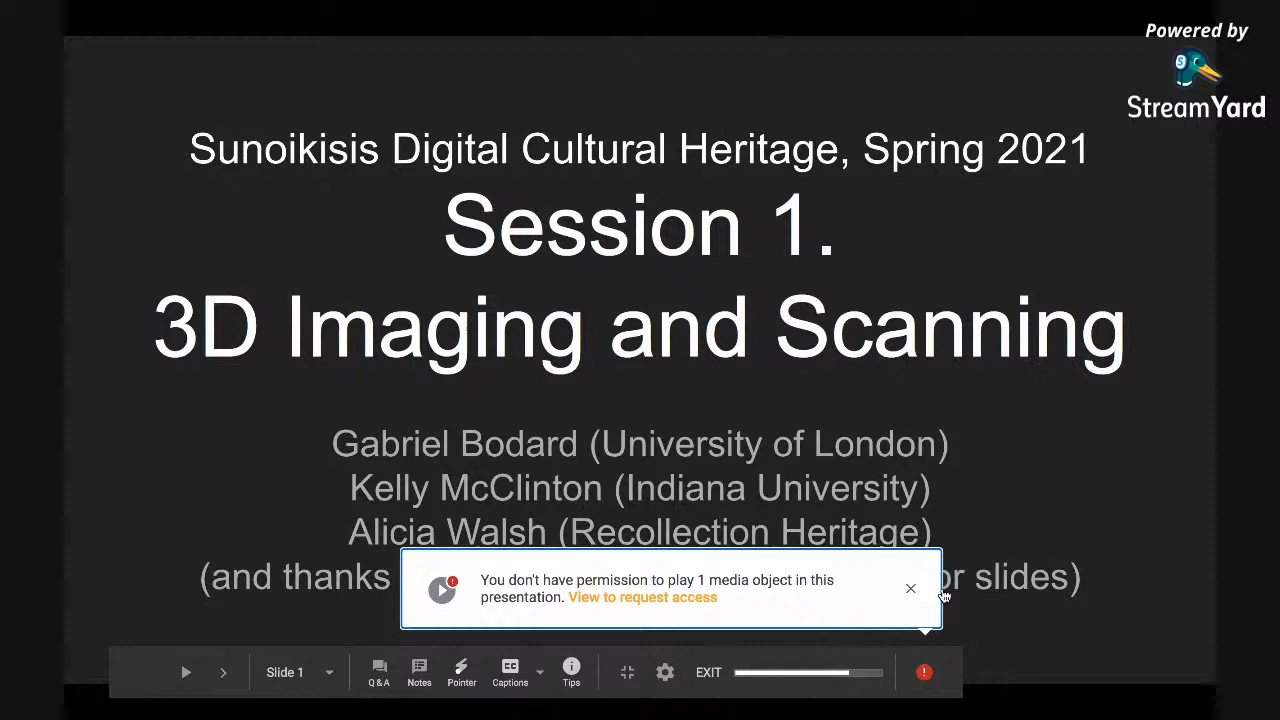 Powered by
StreamYard
Sunoikisis Digital Cultural Heritage, Spring 2021
Session 1.
3D Imaging and Scanning
Gabriel Bodard (University of London)
Kelly McClinton (Indiana University)
Alicia Walsh (Recollection Heritage)
(and thanks
slides)
You don't have permission to play 1 media object in this
presentation. View to request access
Slide 1
Q&A
Notes
Pointer
Captions
Tips
EXIT